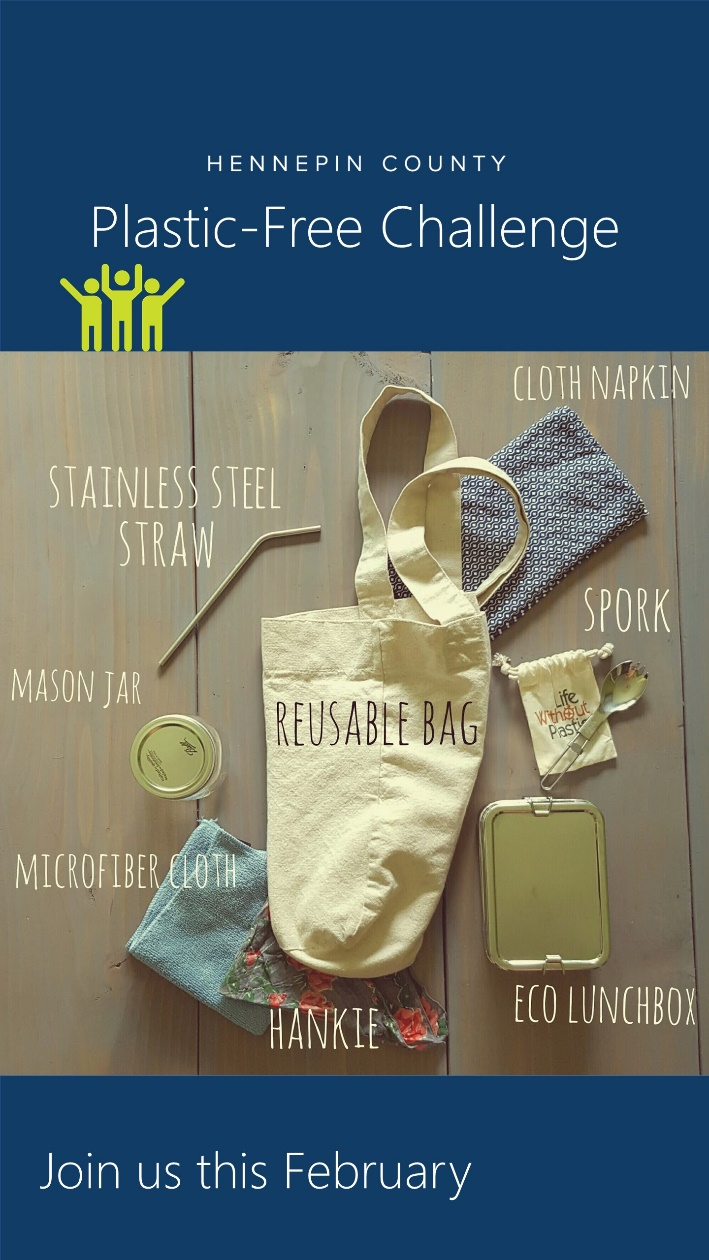 HENNEPIN COUNTY
Plastic-Free Challenge
CLOTH NAPKIN
STAINLESS STEEL
STRAW
SPORK
MASON JAR
Life
Without
REUSABLE BAG
Ball
MICROFIBER CLOTH
ECO LUNCHBOX
HANKIE
Join us this February